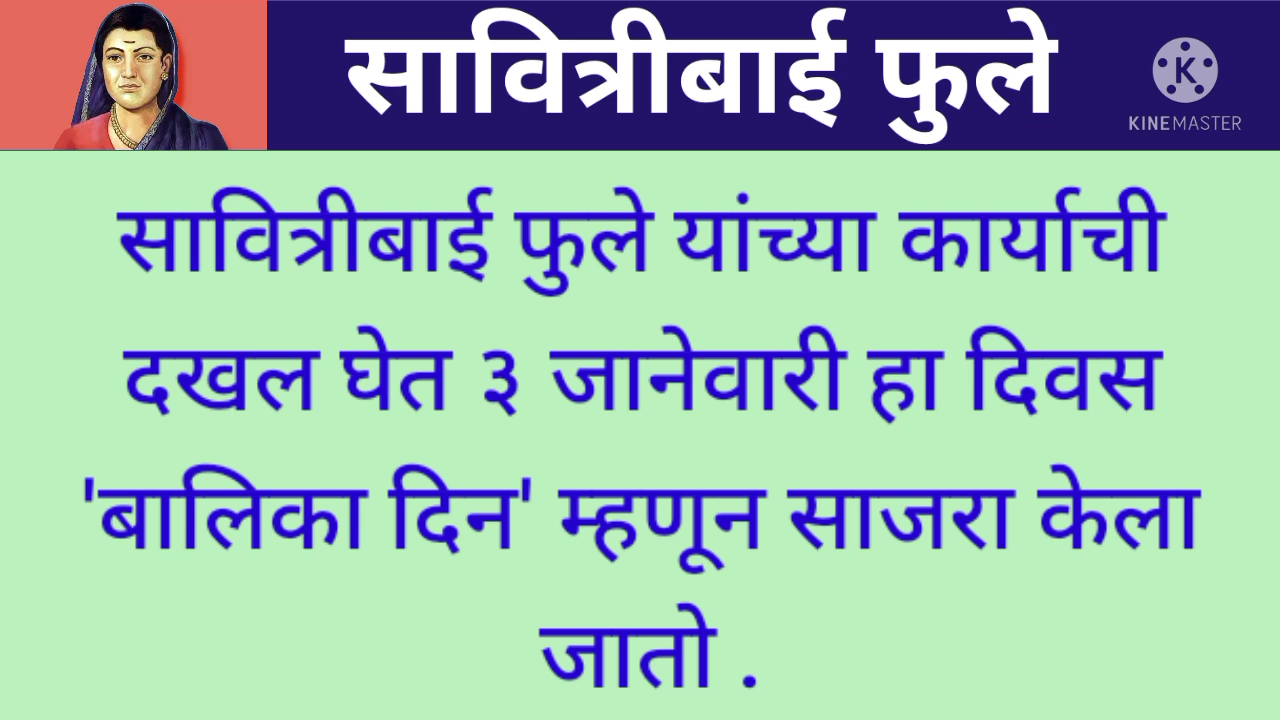 सावित्रीबाई फुले
KINEMASTER
सावित्रीबाई फुले यांच्या कार्याची
दखल घेत ३ जानेवारी हा दिवस
'बालिका दिन' म्हणून साजरा केला
जातो .